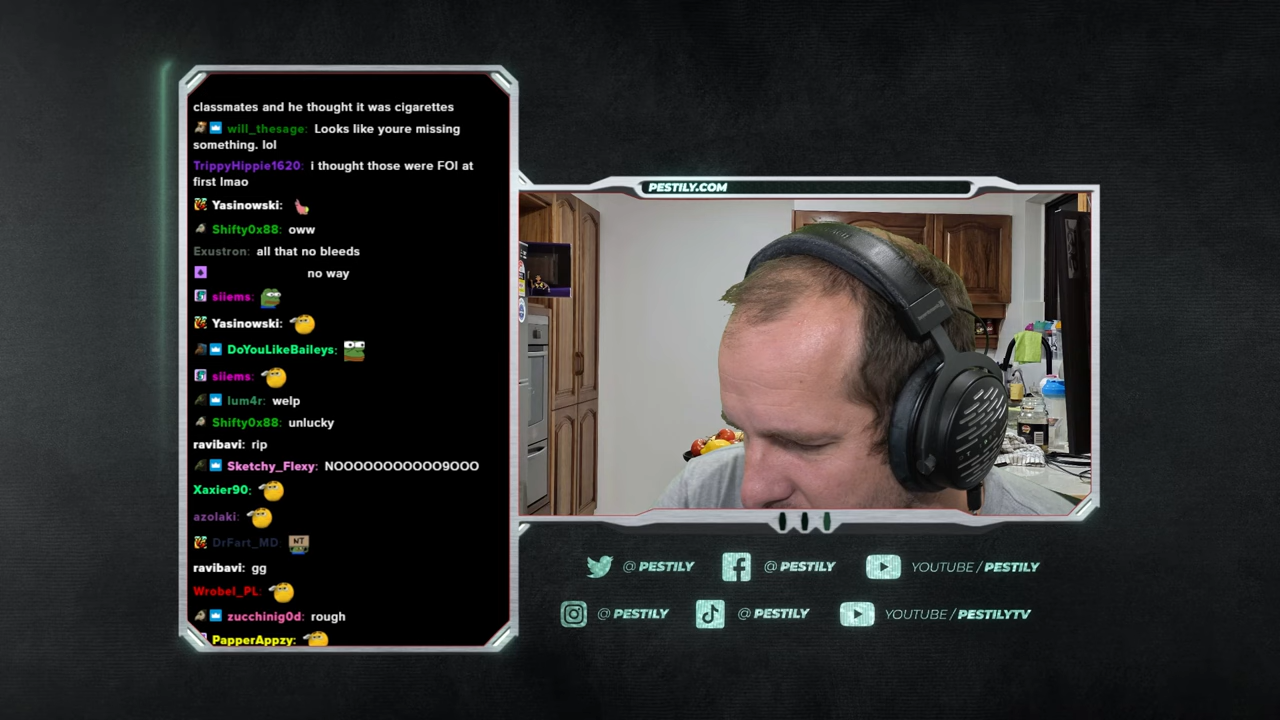 classmates and he thought it was cigarettes
will_thesage: Looks like youre missing
something. lol
TrippyHippie1620: i thought those were FOI at
first lmao
Yasinowski:
Shifty0x88: oww
Exustron: all that no bleeds
no way
siiems:
Yasinowski:
DoYouLikeBaileys:
siiems:
lum4r: welp
Shifty0x88: unlucky
ravibavi: rip
Sketchy_Flexy: NOOOOOOOOOOO9OOO
Xaxier90:
azolaki:
DrFart_MD NT
ravibavi: gg
Wrobel_PL:
zucchinig0d: rough
PapperAppzy:
PESTILY.COM
@PESTILY @PESTILY YOUTUBE/PESTILY
@PESTILY @PESTILY YOUTUBE/PESTILYTV